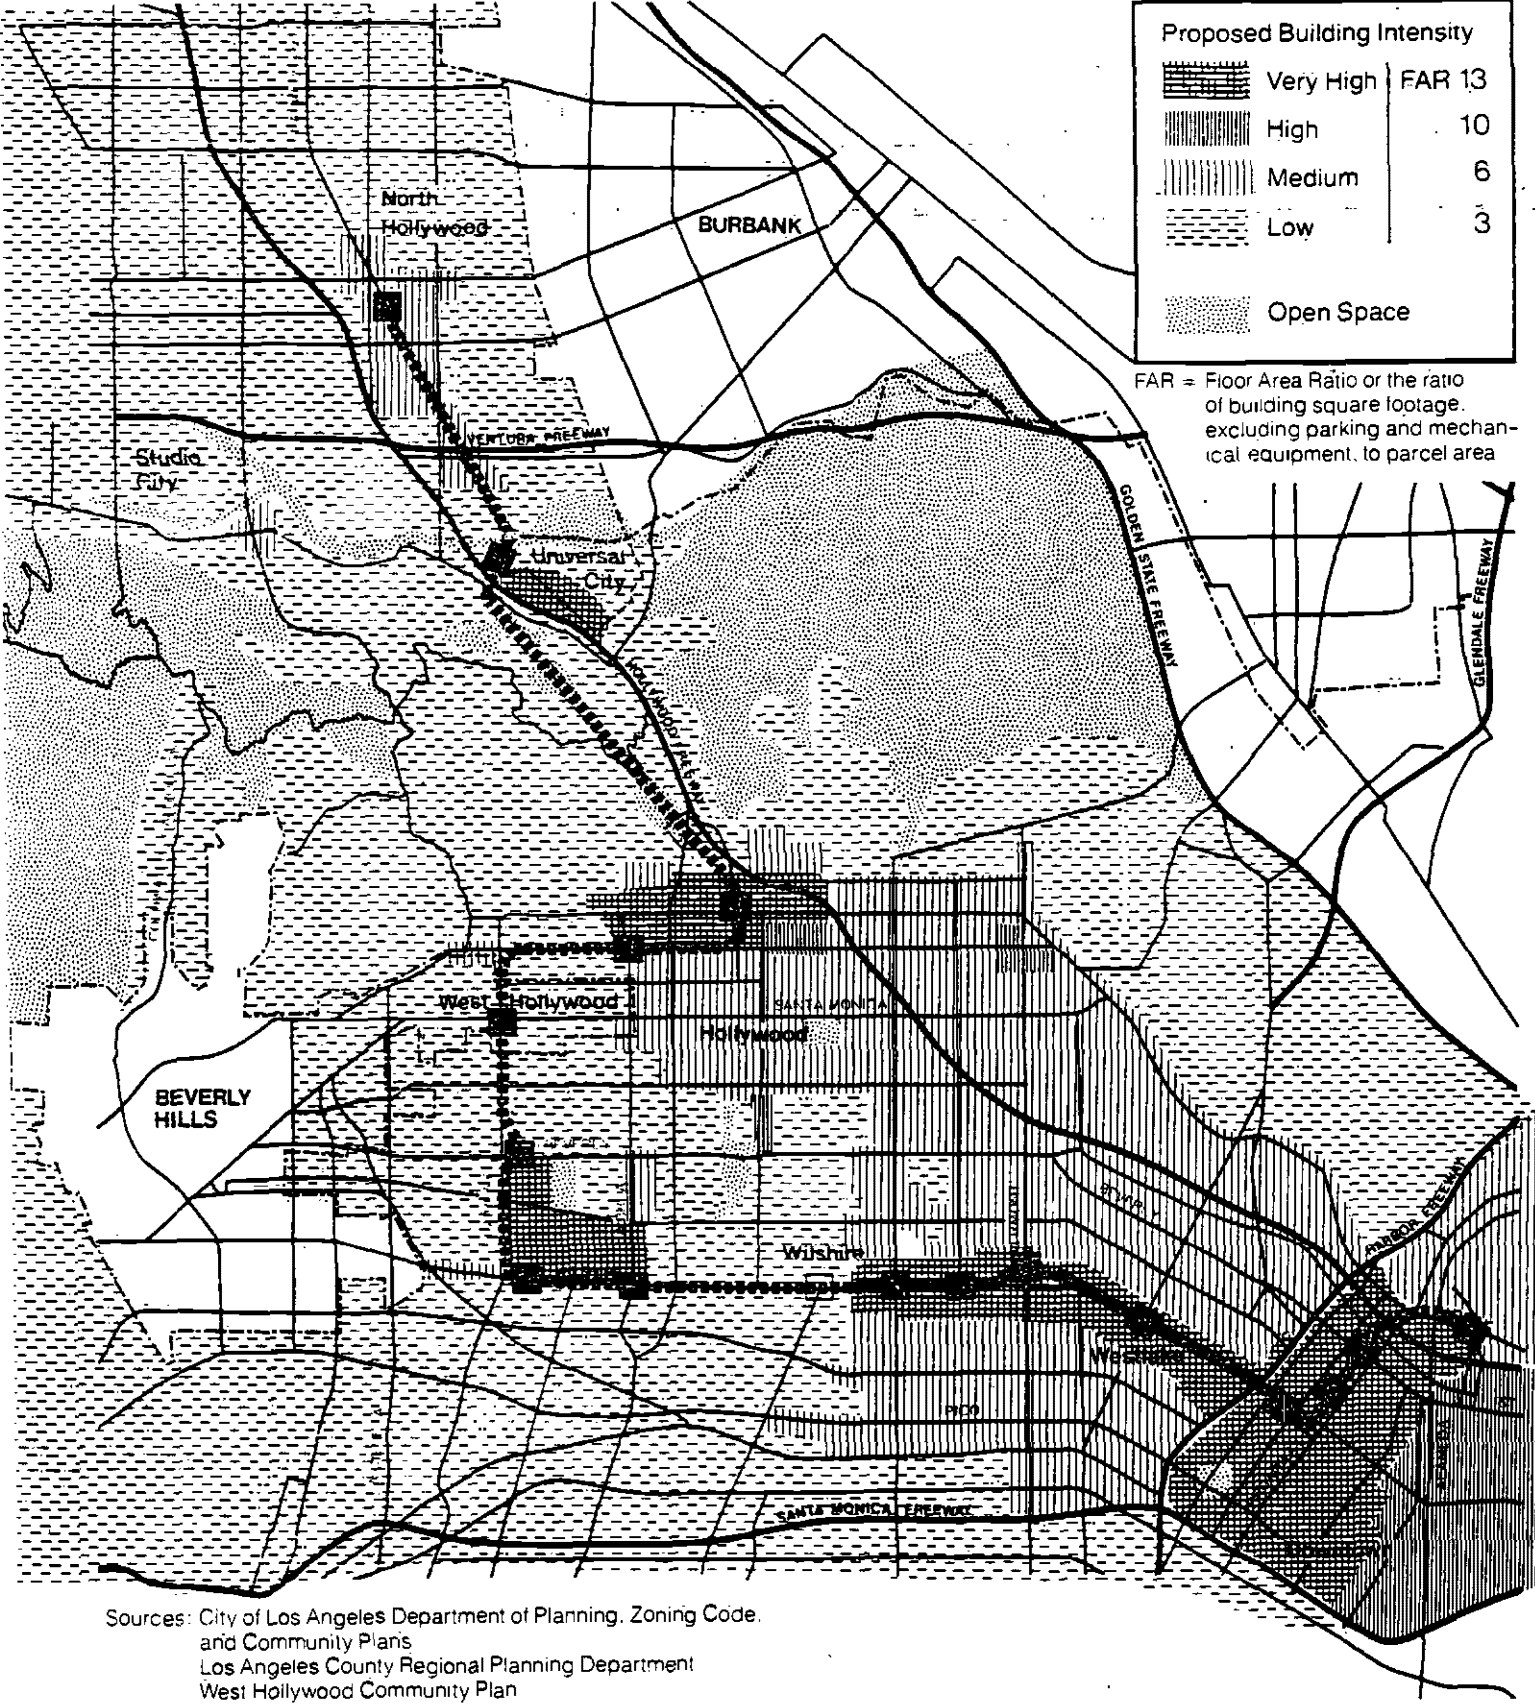 Proposed Building Intensity
Very High FAR 13
High 10
Medium 6
Low 3
Open Space
FAR = Floor Area Ratio or the ratio
of building square footage,
excluding parking and mechan-
ical equipment, to parcel area
North
Hollywood
BURBANK
VENTURA FREEWAY
Studio
City
GOLDEN STATE FREEWAY
GLENDALE FREEWAY
Universal
City
HOLLYWOOD FREEWAY
West Hollywood
SANTA MONICA
Hollywood
BEVERLY
HILLS
BEVERLY
HARBOR FREEWAY
Wilshire
Westlake
PICO
SANTA MONICA FREEWAY
Sources: City of Los Angeles Department of Planning. Zoning Code,
and Community Plans
Los Angeles County Regional Planning Department
West Hollywood Community Plan